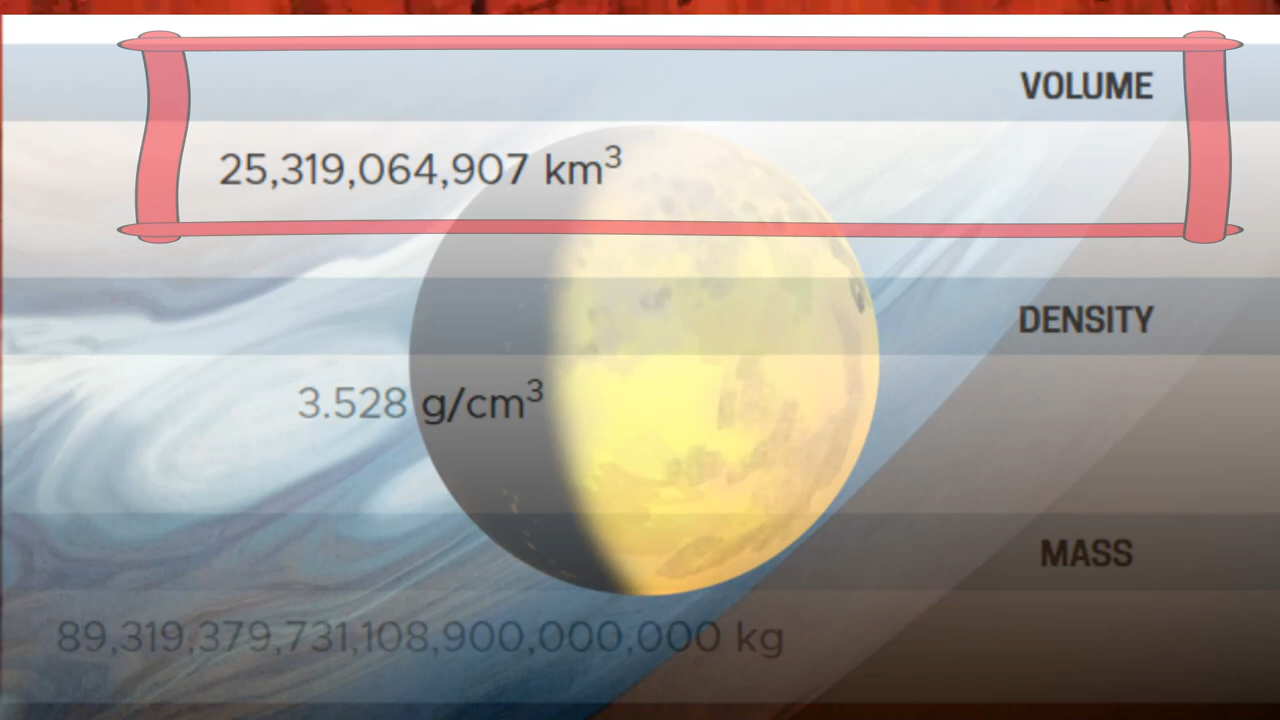 VOLUME
25,319,064,907 km³
DENSITY
3.528 g/cm³
MASS
89,319,379,731,108,900,000,000 kg